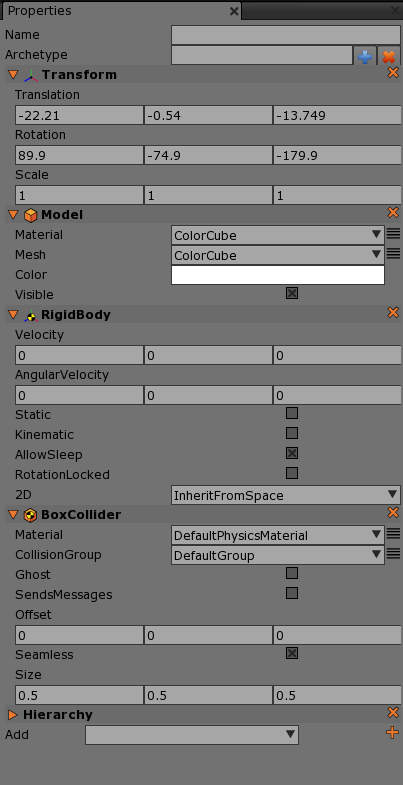 Properties
Name
Archetype
Transform
Translation
-22.21 -0.54 -13.749
Rotation
89.9 -74.9 -179.9
Scale
1 1 1
Model
Material ColorCube
Mesh ColorCube
Color
Visible
RigidBody
Velocity
0 0 0
AngularVelocity
0 0 0
Static
Kinematic
AllowSleep
RotationLocked
2D InheritFromSpace
BoxCollider
Material DefaultPhysicsMaterial
CollisionGroup DefaultGroup
Ghost
SendsMessages
Offset
0 0 0
Seamless
Size
0.5 0.5 0.5
Hierarchy
Add